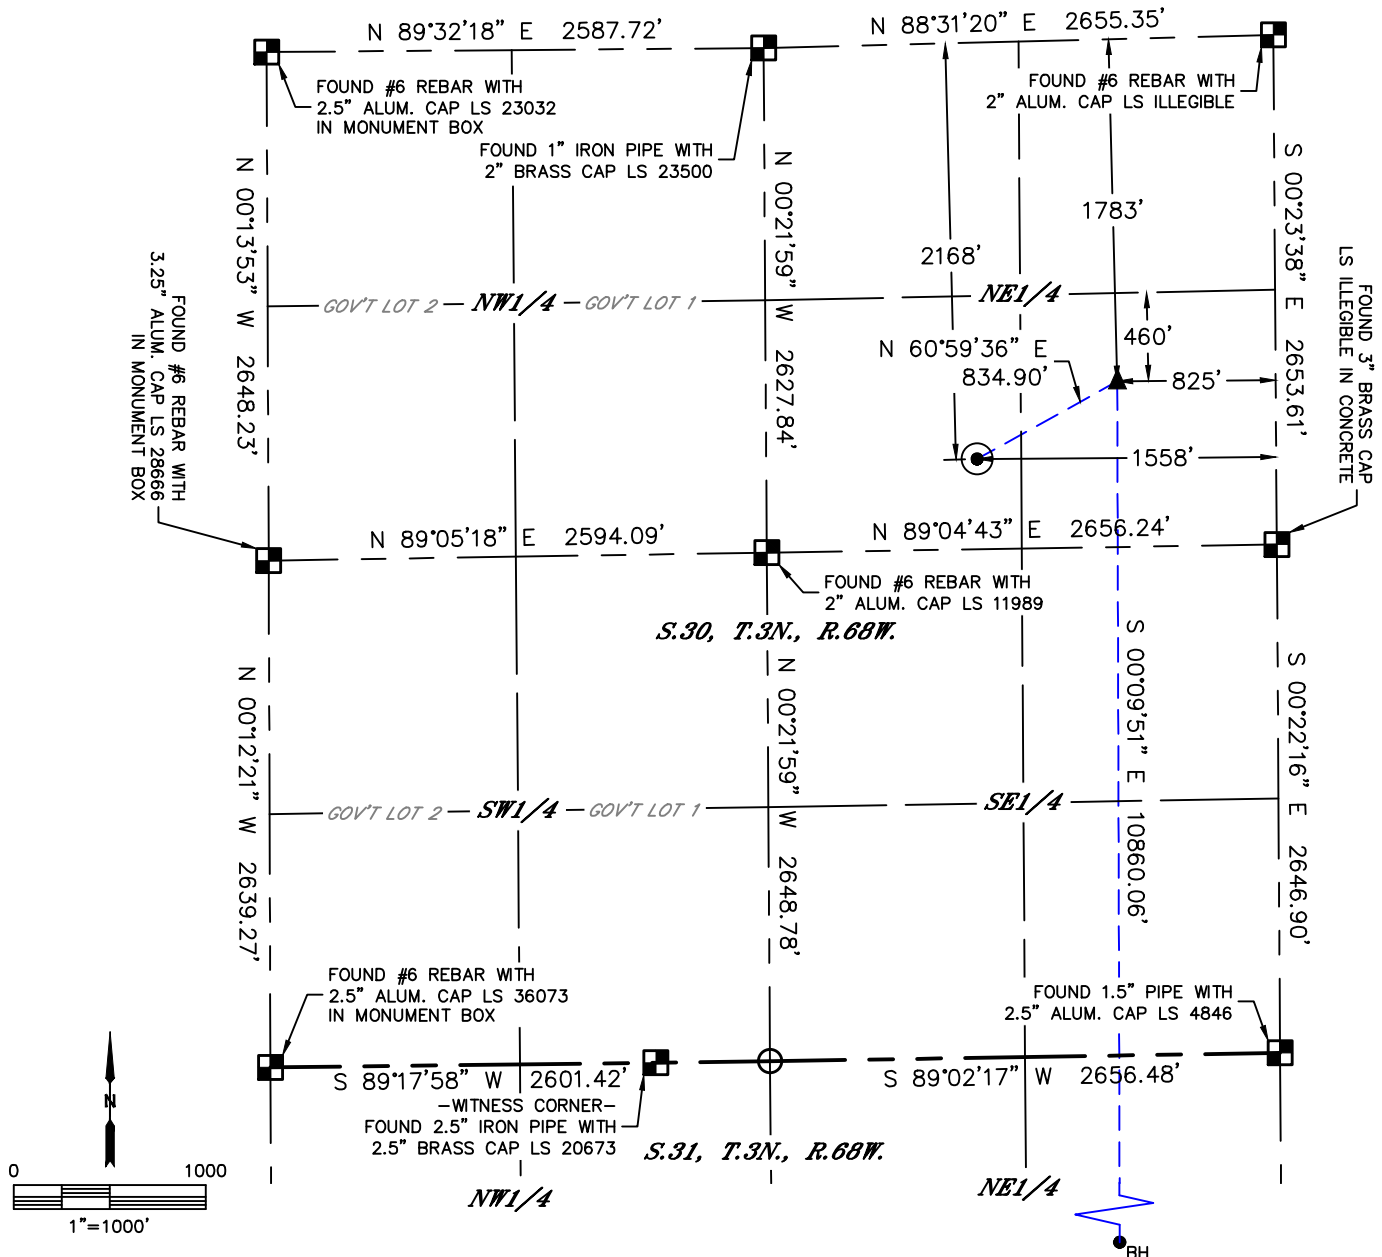 N 89°32'18" E 2587.72'
N 88°31'20" E 2655.35'
FOUND #6 REBAR WITH
2.5" ALUM. CAP LS 23032
IN MONUMENT BOX
FOUND #6 REBAR WITH
2" ALUM. CAP LS ILLEGIBLE
FOUND 1" IRON PIPE WITH
2" BRASS CAP LS 23500
N 00°13'53" W 2648.23'
N 00°21'59" W 2627.84'
S 00°23'38" E 2653.61'
1783'
2168'
FOUND #6 REBAR WITH
3.25" ALUM. CAP LS 28666
IN MONUMENT BOX
FOUND 3" BRASS CAP
LS ILLEGIBLE IN CONCRETE
GOV'T LOT 2
NW1/4
GOV'T LOT 1
NE1/4
460'
N 60°59'36" E
834.90'
825'
1558'
N 89°05'18" E 2594.09'
N 89°04'43" E 2656.24'
FOUND #6 REBAR WITH
2" ALUM. CAP LS 11989
S.30, T.3N., R.68W.
N 00°12'21" W 2639.27'
N 00°21'59" W 2648.78'
S 00°09'51" E 10860.06'
S 00°22'16" E 2646.90'
GOV'T LOT 2
SW1/4
GOV'T LOT 1
SE1/4
FOUND #6 REBAR WITH
2.5" ALUM. CAP LS 36073
IN MONUMENT BOX
FOUND 1.5" PIPE WITH
2.5" ALUM. CAP LS 4846
S 89°17'58" W 2601.42'
S 89°02'17" W 2656.48'
-WITNESS CORNER-
FOUND 2.5" IRON PIPE WITH
2.5" BRASS CAP LS 20673
S.31, T.3N., R.68W.
NW1/4
NE1/4
N
0 1000
1"=1000'
BH